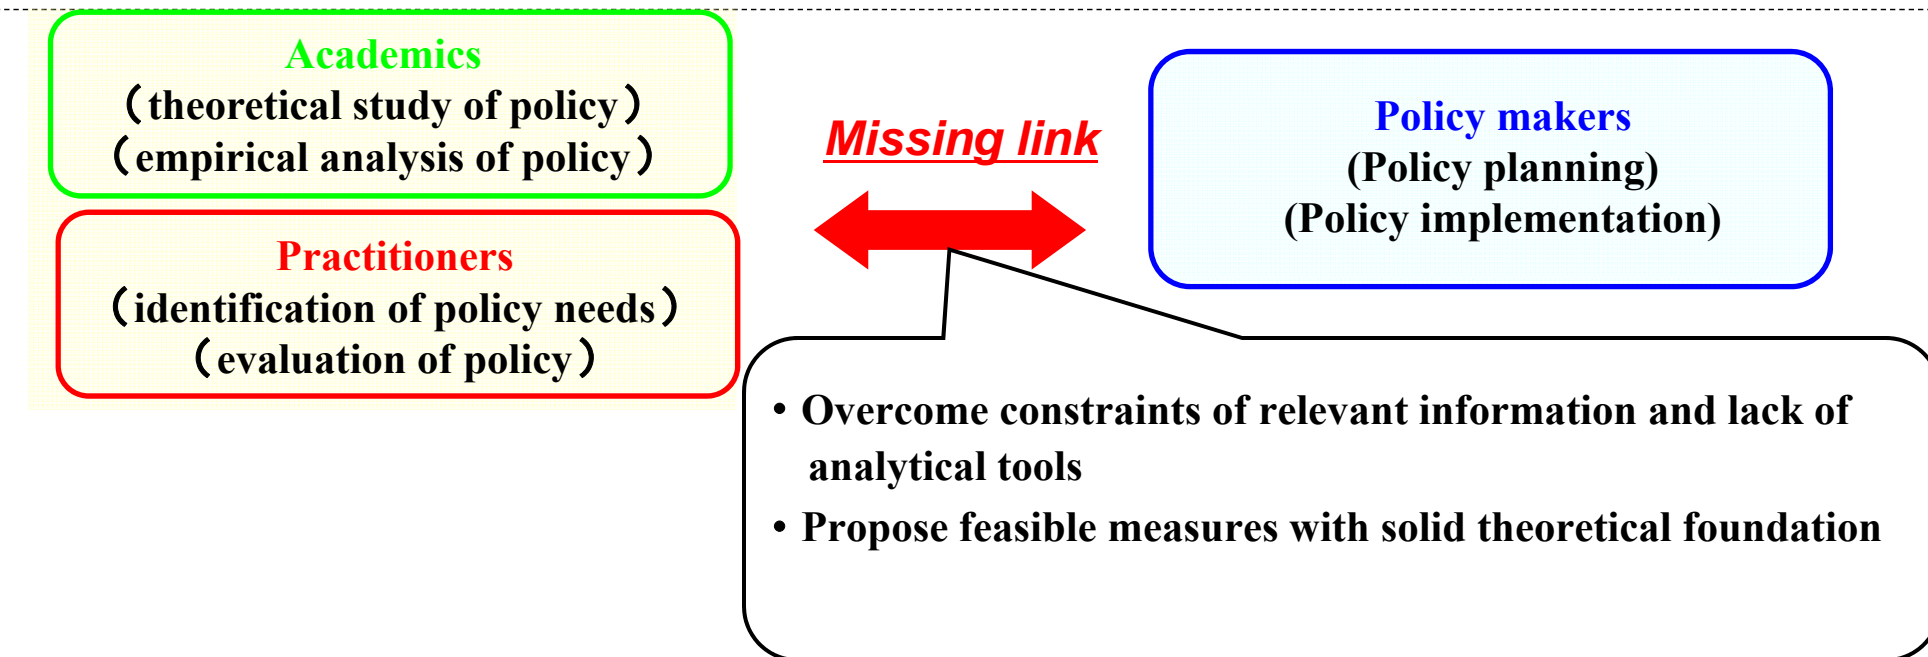 Academics
（theoretical study of policy）
（empirical analysis of policy）
Practitioners
（identification of policy needs）
（evaluation of policy）
Missing link
Policy makers
(Policy planning)
(Policy implementation)
・Overcome constraints of relevant information and lack of
analytical tools
・Propose feasible measures with solid theoretical foundation